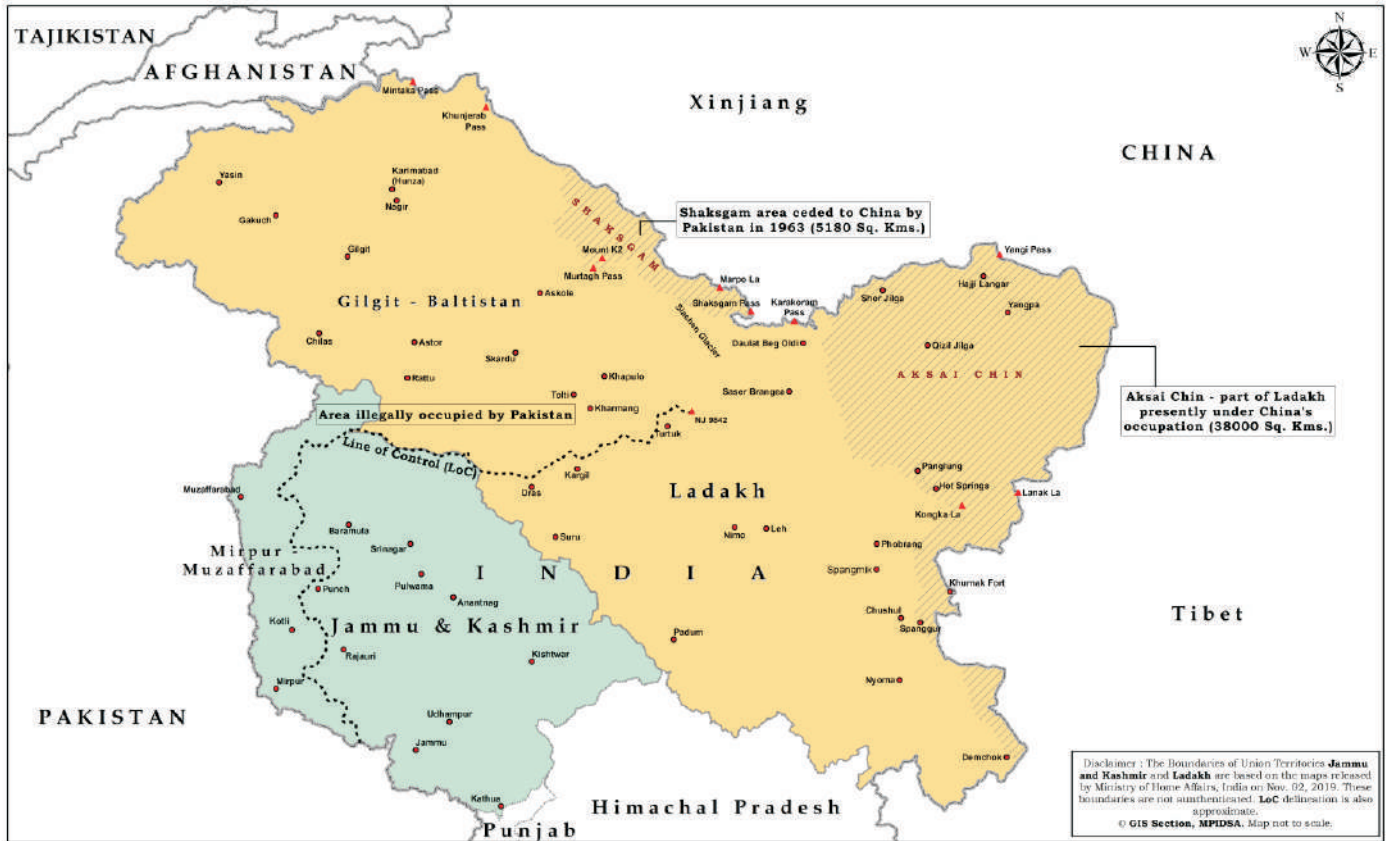 TAJIKISTAN
AFGHANISTAN
N
W
E
S
Mintaka Pass
Khunjerab
Pass
Xinjiang
CHINA
Yasin
Karimabad
(Hunza)
Nagir
Gakuch
SHAKSGAM
Shaksgam area ceded to China by
Pakistan in 1963 (5180 Sq. Kms.)
Gilgit
Mount K2
Murtagh Pass
Yangi Pass
Hajji Langar
Marpo La
Shor Jilga
Askole
Gilgit - Baltistan
Shaksgam Pass
Karakoram
Pass
Yangpa
Siachen Glacier
Chilas
Astor
Skardu
Daulat Beg Oldi
Qizil Jilga
AKSAI CHIN
Rattu
Khapulo
Tolti
Saser Brangsa
Kharmang
Area illegally occupied by Pakistan
NJ 9842
Turtuk
Aksai Chin - part of Ladakh
presently under China's
occupation (38000 Sq. Kms.)
Line of Control (LoC)
Kargil
Dras
Panglung
Hot Springs
Lanak La
Kongka-La
Muzaffarabad
Ladakh
Baramula
Srinagar
Suru
Nimo
Leh
Phobrang
Mirpur
Muzaffarabad
Pulwama
INDIA
Spangmik
Punch
Anantnag
Khurnak Fort
Kotli
Jammu & Kashmir
Chushul
Spanggur
Tibet
Rajauri
Kishtwar
Padum
Mirpur
Nyoma
PAKISTAN
Udhampur
Jammu
Demchok
Kathua
Himachal Pradesh
Punjab
Disclaimer : The Boundaries of Union Territories Jammu
and Kashmir and Ladakh are based on the maps released
by Ministry of Home Affairs, India on Nov. 02, 2019. These
boundaries are not aunthenticated. LoC delineation is also
approximate.
© GIS Section, MPIDSA. Map not to scale.